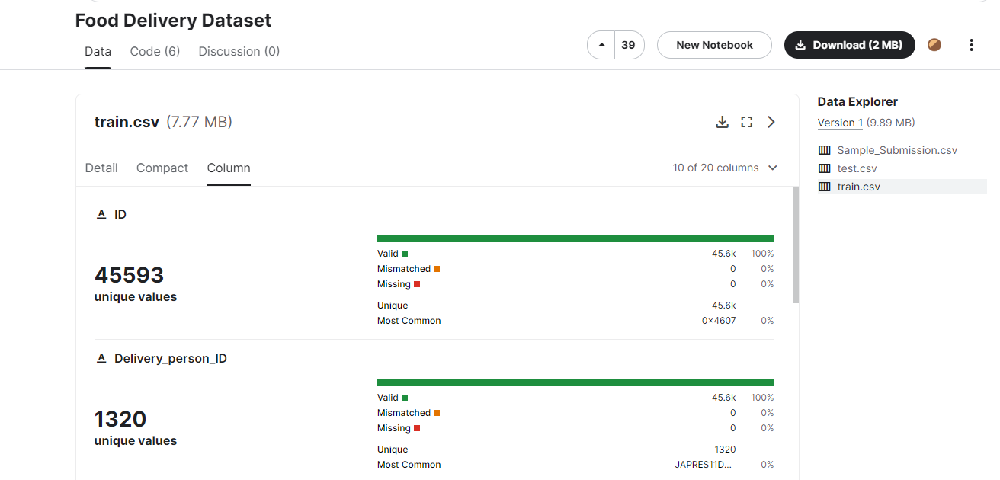 Food Delivery Dataset
Data Code (6) Discussion (0)
39 New Notebook Download (2 MB)
train.csv (7.77 MB)
Detail Compact Column 10 of 20 columns
A ID
45593
unique values
Valid 45.6k 100%
Mismatched 0 0%
Missing 0 0%
Unique 45.6k
Most Common 0x4607 0%
A Delivery_person_ID
1320
unique values
Valid 45.6k 100%
Mismatched 0 0%
Missing 0 0%
Unique 1320
Most Common JAPRES11D... 0%
Data Explorer
Version 1 (9.89 MB)
Sample_Submission.csv
test.csv
train.csv